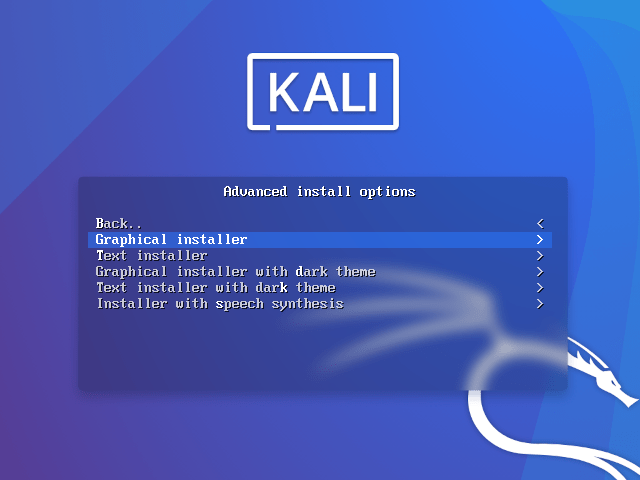 KALI
Advanced install options
Back.. <
Graphical installer >
Text installer >
Graphical installer with dark theme >
Text installer with dark theme >
Installer with speech synthesis >